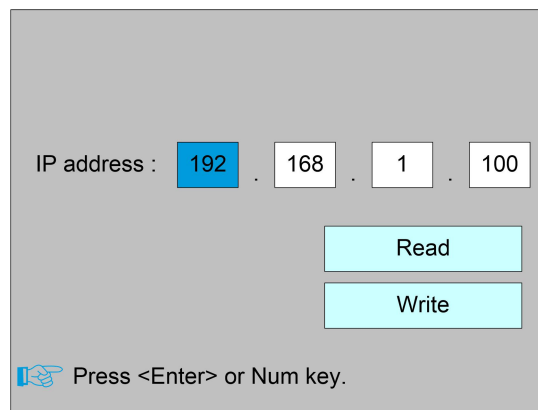 IP address : 192 . 168 . 1 . 100
Read
Write
Press <Enter> or Num key.